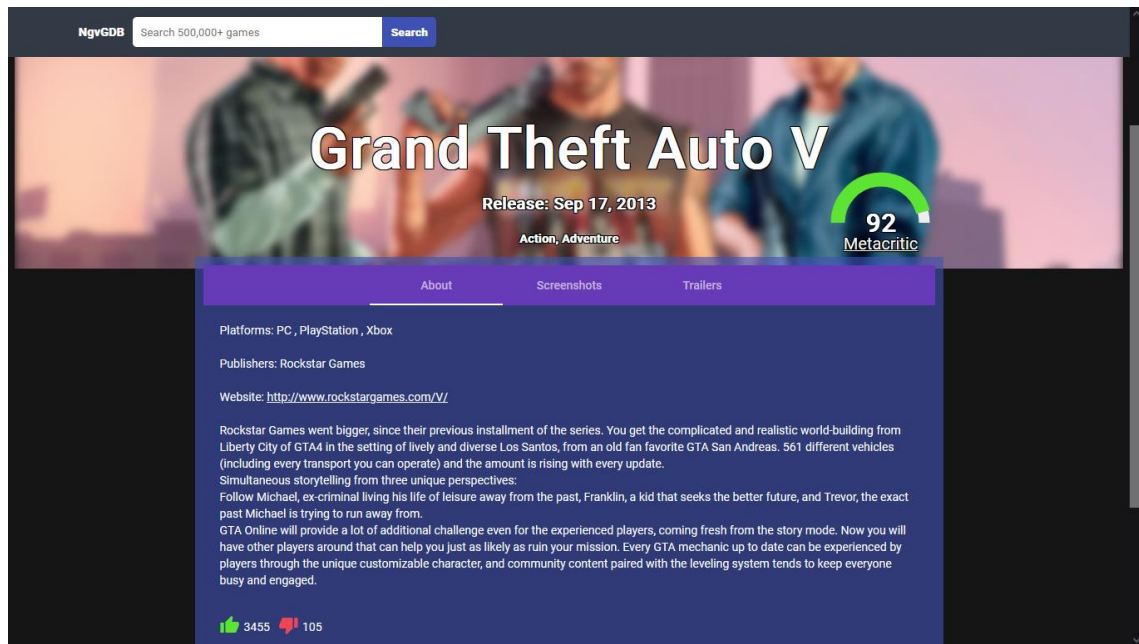 NgvGDB
Search 500,000+ games
Search
Grand Theft Auto V
Release: Sep 17, 2013
Action, Adventure
92
Metacritic
About
Screenshots
Trailers
Platforms: PC , PlayStation , Xbox
Publishers: Rockstar Games
Website: http://www.rockstargames.com/V/
Rockstar Games went bigger, since their previous installment of the series. You get the complicated and realistic world-building from
Liberty City of GTA4 in the setting of lively and diverse Los Santos, from an old fan favorite GTA San Andreas. 561 different vehicles
(including every transport you can operate) and the amount is rising with every update.
Simultaneous storytelling from three unique perspectives:
Follow Michael, ex-criminal living his life of leisure away from the past, Franklin, a kid that seeks the better future, and Trevor, the exact
past Michael is trying to run away from.
GTA Online will provide a lot of additional challenge even for the experienced players, coming fresh from the story mode. Now you will
have other players around that can help you just as likely as ruin your mission. Every GTA mechanic up to date can be experienced by
players through the unique customizable character, and community content paired with the leveling system tends to keep everyone
busy and engaged.
3455
105